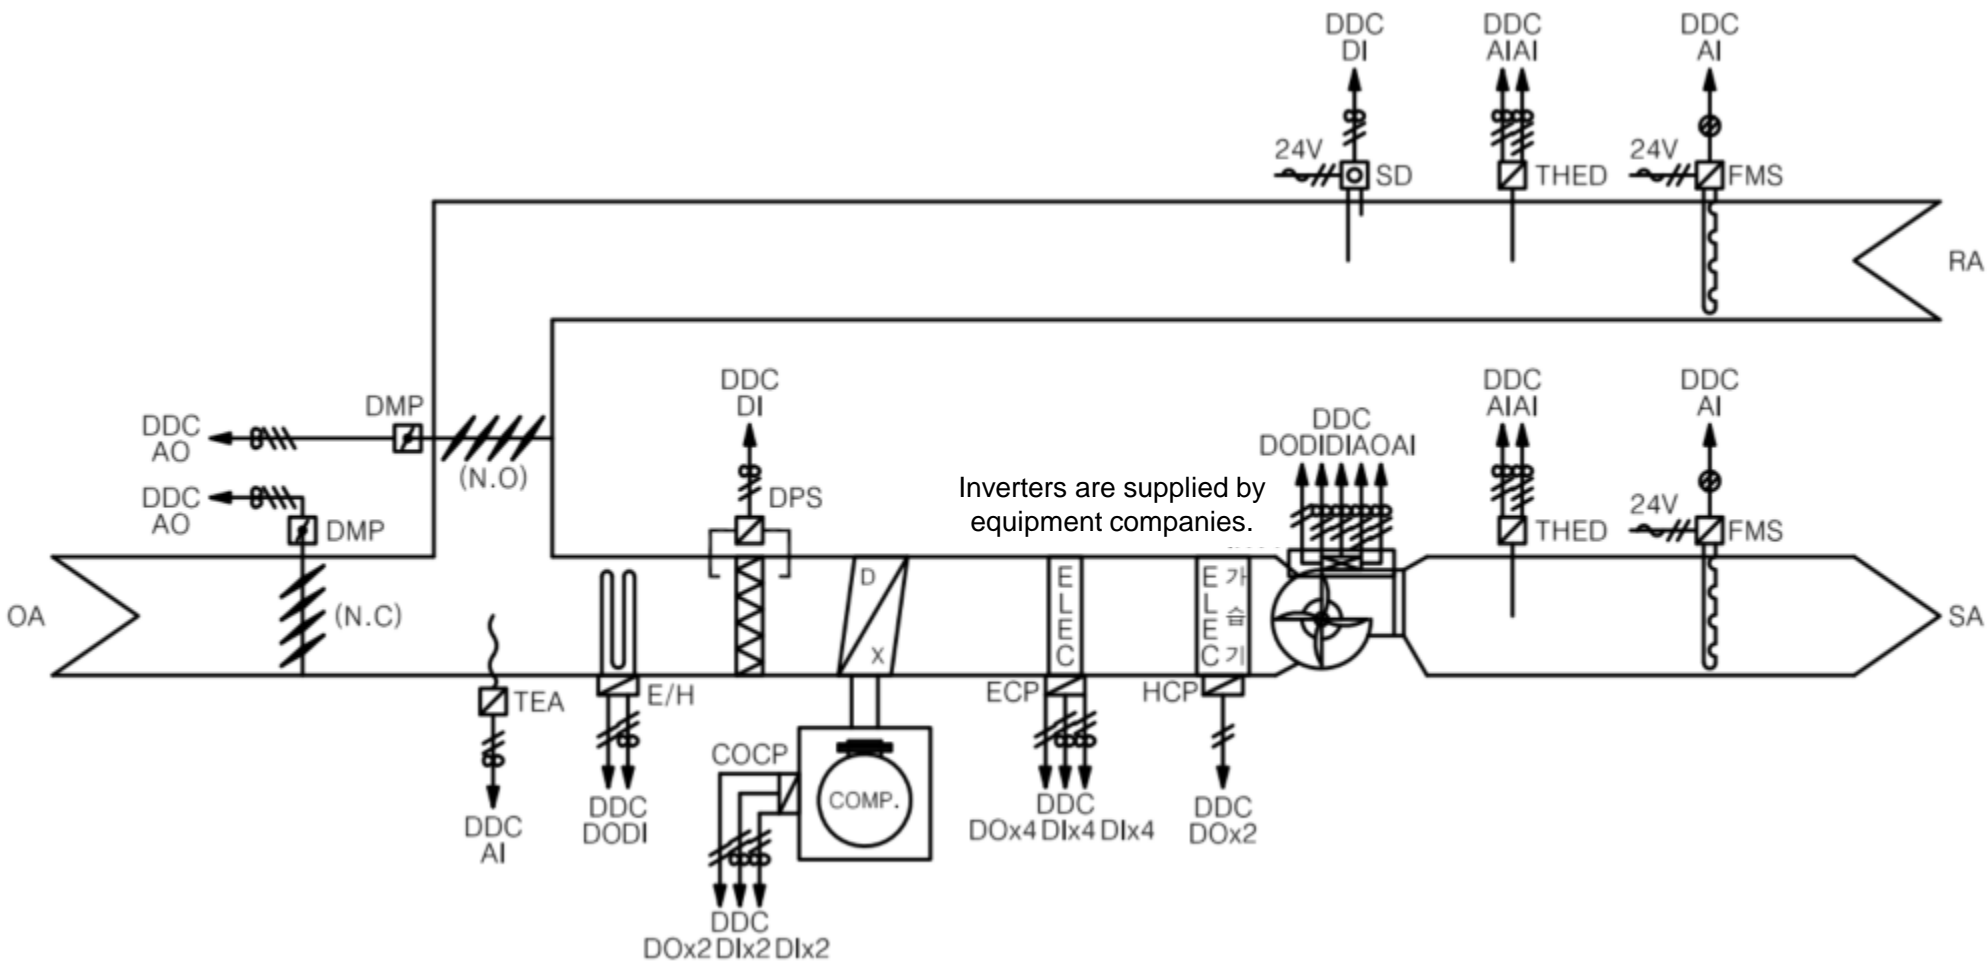 DDC
DI
DDC
AIAI
DDC
AI
24V
SD
THED
24V
FMS
RA
DMP
DDC
AO
(N.O)
DDC
AO
DMP
DDC
DI
DPS
Inverters are supplied by
equipment companies.
DDC
DODIDIAOAI
DDC
AIAI
DDC
AI
THED
24V
FMS
OA
(N.C)
D
X
E
L
E
C
E
L
E
C
가
습
기
SA
TEA
DDC
AI
E/H
DDC
DODI
COCP
COMP.
DDC
DOx2 DIx2 DIx2
ECP
DDC
DOx4 DIx4 DIx4
HCP
DDC
DOx2